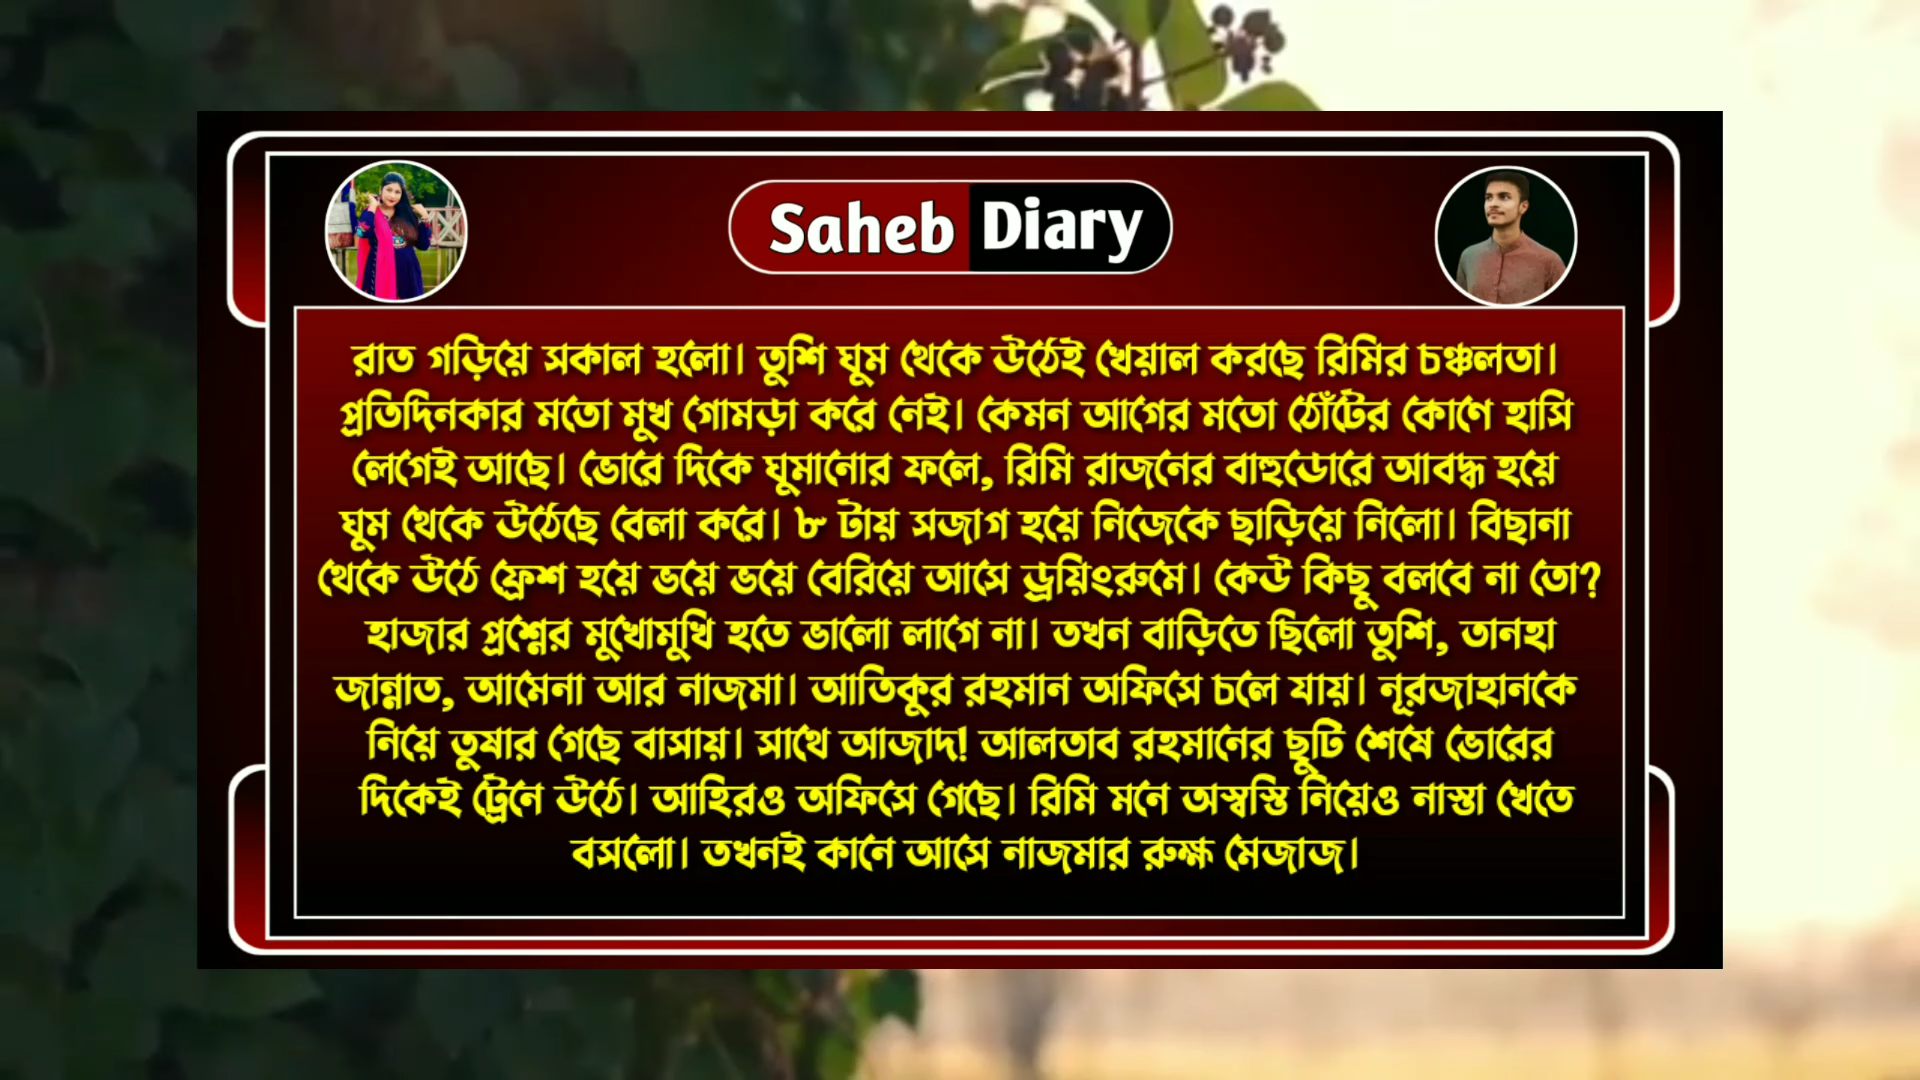 Saheb Diary
রাত গড়িয়ে সকাল হলো। তুশি ঘুম থেকে উঠেই খেয়াল করছে রিমির চঞ্চলতা।
প্রতিদিনকার মতো মুখ গোমড়া করে নেই। কেমন আগের মতো ঠোঁটের কোণে হাসি
লেগেই আছে। ভোরে দিকে ঘুমানোর ফলে, রিমি রাজনের বাহুডোরে আবদ্ধ হয়ে
ঘুম থেকে উঠেছে বেলা করে। ৮ টায় সজাগ হয়ে নিজেকে ছাড়িয়ে নিলো। বিছানা
থেকে উঠে ফ্রেশ হয়ে ভয়ে ভয়ে বেরিয়ে আসে ড্রয়িংরুমে। কেউ কিছু বলবে না তো?
হাজার প্রশ্নের মুখোমুখি হতে ভালো লাগে না। তখন বাড়িতে ছিলো তুশি, তানহা
জান্নাত, আমেনা আর নাজমা। আতিকুর রহমান অফিসে চলে যায়। নূরজাহানকে
নিয়ে তুষার গেছে বাসায়। সাথে আজাদ! আলতাব রহমানের ছুটি শেষে ভোরের
দিকেই ট্রেনে উঠে। আহিরও অফিসে গেছে। রিমি মনে অস্বস্তি নিয়েও নাস্তা খেতে
বসলো। তখনই কানে আসে নাজমার রুক্ষ মেজাজ।